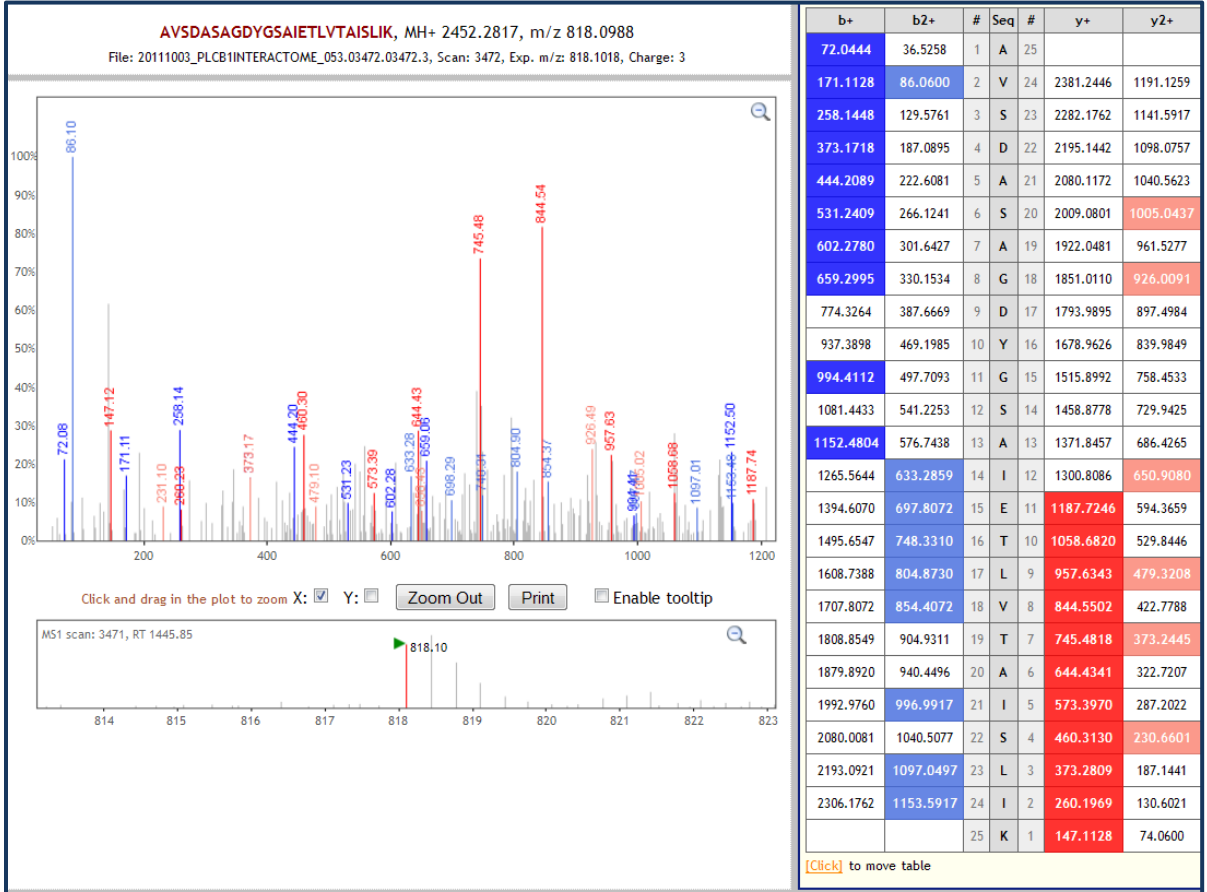 AVSDASAGDYGSAIETLVTAISLIK, MH+ 2452.2817, m/z 818.0988
File: 20111003_PLCB1INTERACTOME_053.03472.03472.3, Scan: 3472, Exp. m/z: 818.1018, Charge: 3
100%
90%
80%
70%
60%
50%
40%
30%
20%
10%
0%
72.08
86.10
147.12
171.11
231.10
258.14
260.23
373.17
444.20
460.30
479.10
531.23
573.39
602.28
633.28
644.43
659.06
698.29
745.48
804.90
844.54
854.37
926.49
957.63
994.41
1058.68
1097.01
1152.50
1153.48
1187.74
200
400
600
800
1000
1200
Click and drag in the plot to zoom X: Y: Zoom Out Print Enable tooltip
MS1 scan: 3471, RT 1445.85
818.10
814 815 816 817 818 819 820 821 822 823
b+ b2+ # Seq # y+ y2+
72.0444 36.5258 1 A 25
171.1128 86.0600 2 V 24 2381.2446 1191.1259
258.1448 129.5761 3 S 23 2282.1762 1141.5917
373.1718 187.0895 4 D 22 2195.1442 1098.0757
444.2089 222.6081 5 A 21 2080.1172 1040.5623
531.2409 266.1241 6 S 20 2009.0801 1005.0437
602.2780 301.6427 7 A 19 1922.0481 961.5277
659.2995 330.1534 8 G 18 1851.0110 926.0091
774.3264 387.6669 9 D 17 1793.9895 897.4984
937.3898 469.1985 10 Y 16 1678.9626 839.9849
994.4112 497.7093 11 G 15 1515.8992 758.4533
1081.4433 541.2253 12 S 14 1458.8778 729.9425
1152.4804 576.7438 13 A 13 1371.8457 686.4265
1265.5644 633.2859 14 I 12 1300.8086 650.9080
1394.6070 697.8072 15 E 11 1187.7246 594.3659
1495.6547 748.3310 16 T 10 1058.6820 529.8446
1608.7388 804.8730 17 L 9 957.6343 479.3208
1707.8072 854.4072 18 V 8 844.5502 422.7788
1808.8549 904.9311 19 T 7 745.4818 373.2445
1879.8920 940.4496 20 A 6 644.4341 322.7207
1992.9760 996.9917 21 I 5 573.3970 287.2022
2080.0081 1040.5077 22 S 4 460.3130 230.6601
2193.0921 1097.0497 23 L 3 373.2809 187.1441
2306.1762 1153.5917 24 I 2 260.1969 130.6021
25 K 1 147.1128 74.0600
[Click] to move table